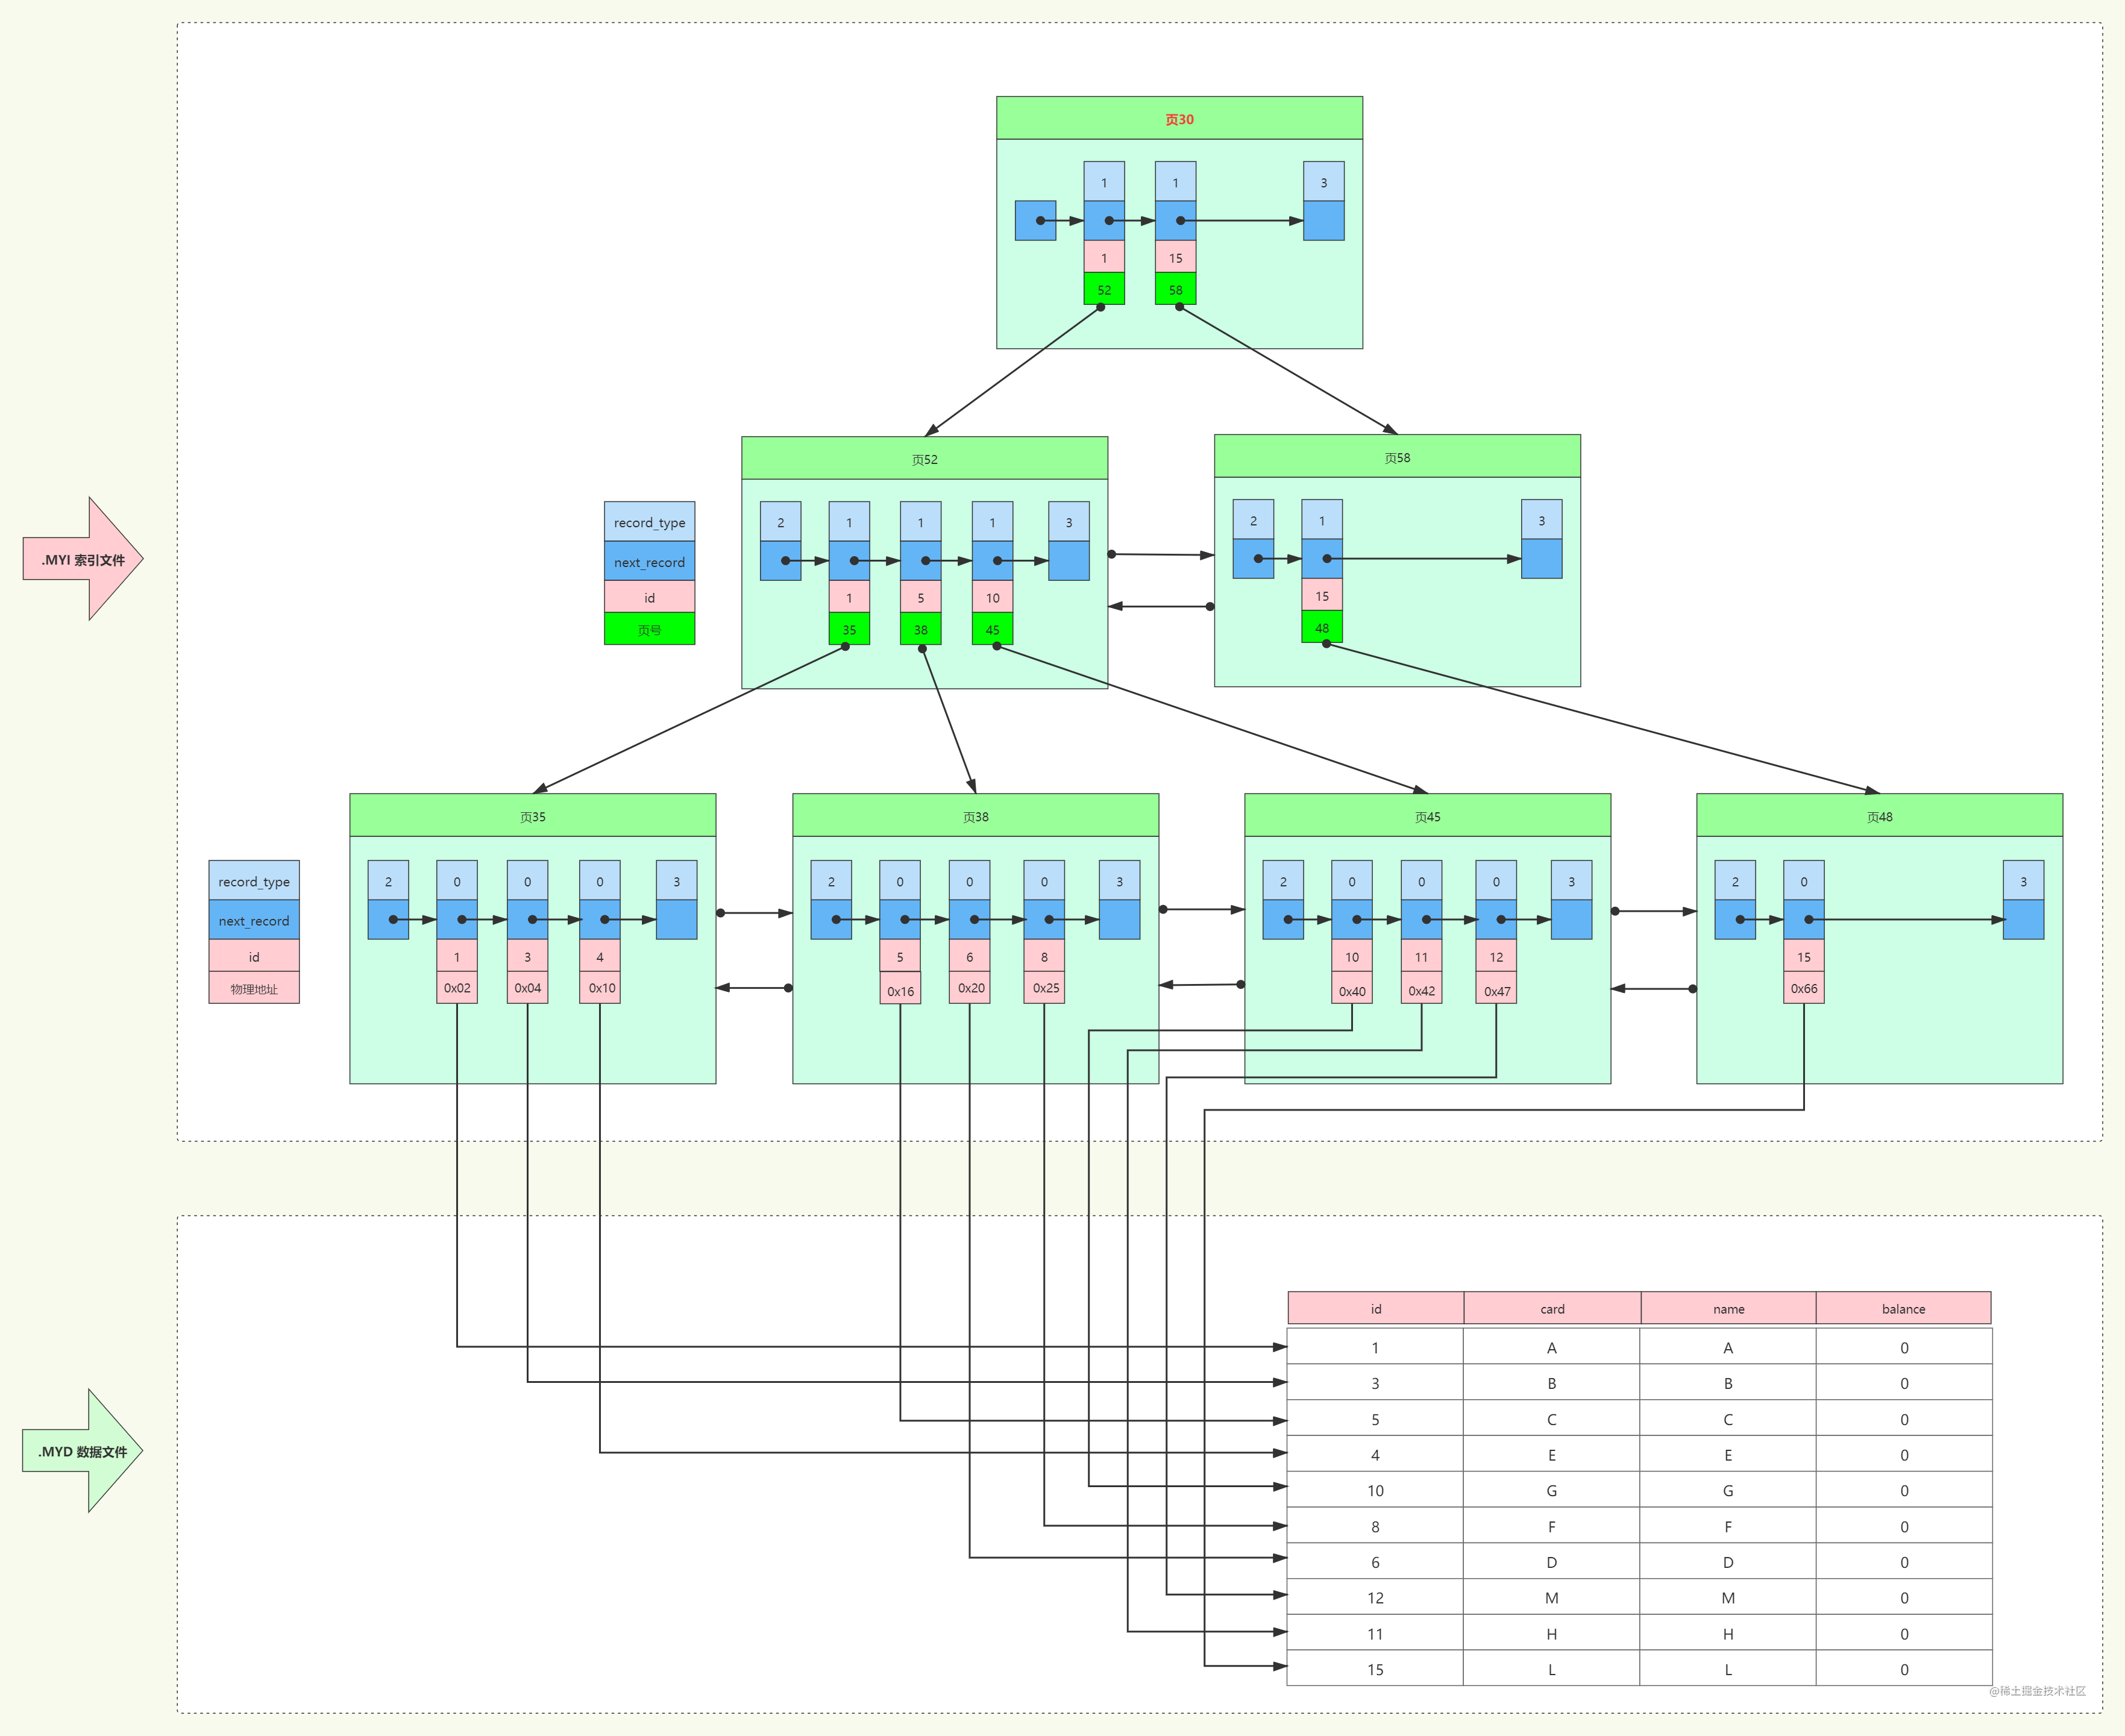 页30
1 1 3
1 15
52 58
.MYI 索引文件
页52
record_type 2 1 1 1 3
next_record
id 1 5 10
页号 35 38 45
页58
2 1 3
15
48
页35
record_type 2 0 0 0 3
next_record
id 1 3 4
物理地址 0x02 0x04 0x10
页38
2 0 0 0 3
5 6 8
0x16 0x20 0x25
页45
2 0 0 0 3
10 11 12
0x40 0x42 0x47
页48
2 0 3
15
0x66
.MYD 数据文件
id card name balance
1 A A 0
3 B B 0
5 C C 0
4 E E 0
10 G G 0
8 F F 0
6 D D 0
12 M M 0
11 H H 0
15 L L 0
@稀土掘金技术社区